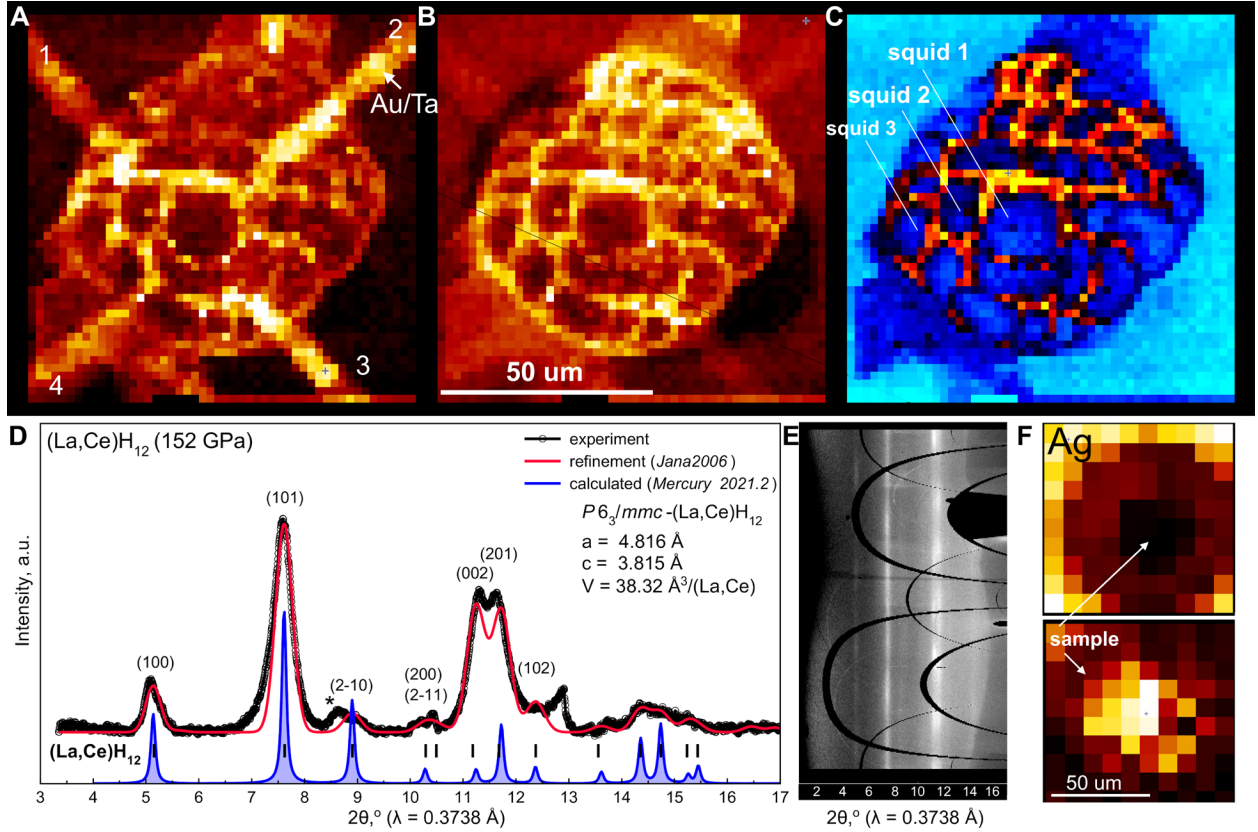 A
B
C
1
2
Au/Ta
3
4
50 um
squid 1
squid 2
squid 3
D
(La,Ce)H12 (152 GPa)
experiment
refinement (Jana2006)
calculated (Mercury 2021.2)
P63/mmc-(La,Ce)H12
a = 4.816 Å
c = 3.815 Å
V = 38.32 Å3/(La,Ce)
(101)
(201)
(002)
(100)
(200)
(2-10)
(2-11)
(102)
*
Intensity, a.u.
(La,Ce)H12
3 4 5 6 7 8 9 10 11 12 13 14 15 16 17
2θ,º (λ = 0.3738 Å)
E
2 4 6 8 10 12 14 16
2θ,º (λ = 0.3738 Å)
F
Ag
sample
50 um